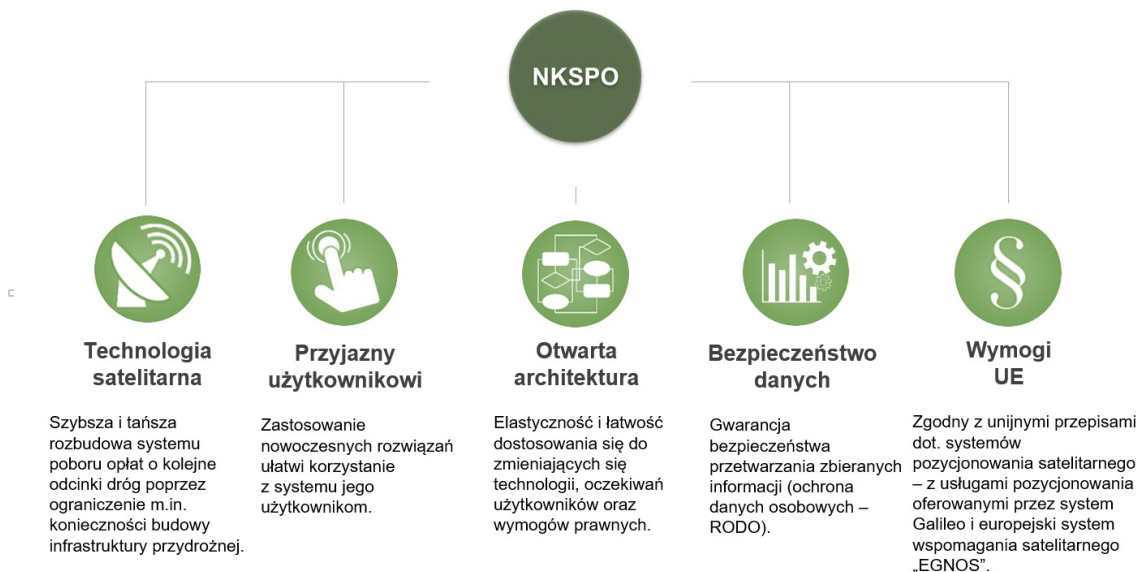 NKSPO
Technologia
satelitarna
Szybsza i tańsza
rozbudowa systemu
poboru opłat o kolejne
odcinki dróg poprzez
ograniczenie m.in.
konieczności budowy
infrastruktury przydrożnej.
Przyjazny
użytkownikowi
Zastosowanie
nowoczesnych rozwiązań
ułatwi korzystanie
z systemu jego
użytkownikom.
Otwarta
architektura
Elastyczność i łatwość
dostosowania się do
zmieniających się
technologii, oczekiwań
użytkowników oraz
wymogów prawnych.
Bezpieczeństwo
danych
Gwarancja
bezpieczeństwa
przetwarzania zbieranych
informacji (ochrona
danych osobowych –
RODO).
§
Wymogi
UE
Zgodny z unijnymi przepisami
dot. systemów
pozycjonowania satelitarnego
– z usługami pozycjonowania
oferowanymi przez system
Galileo i europejski system
wspomagania satelitarnego
„EGNOS”.